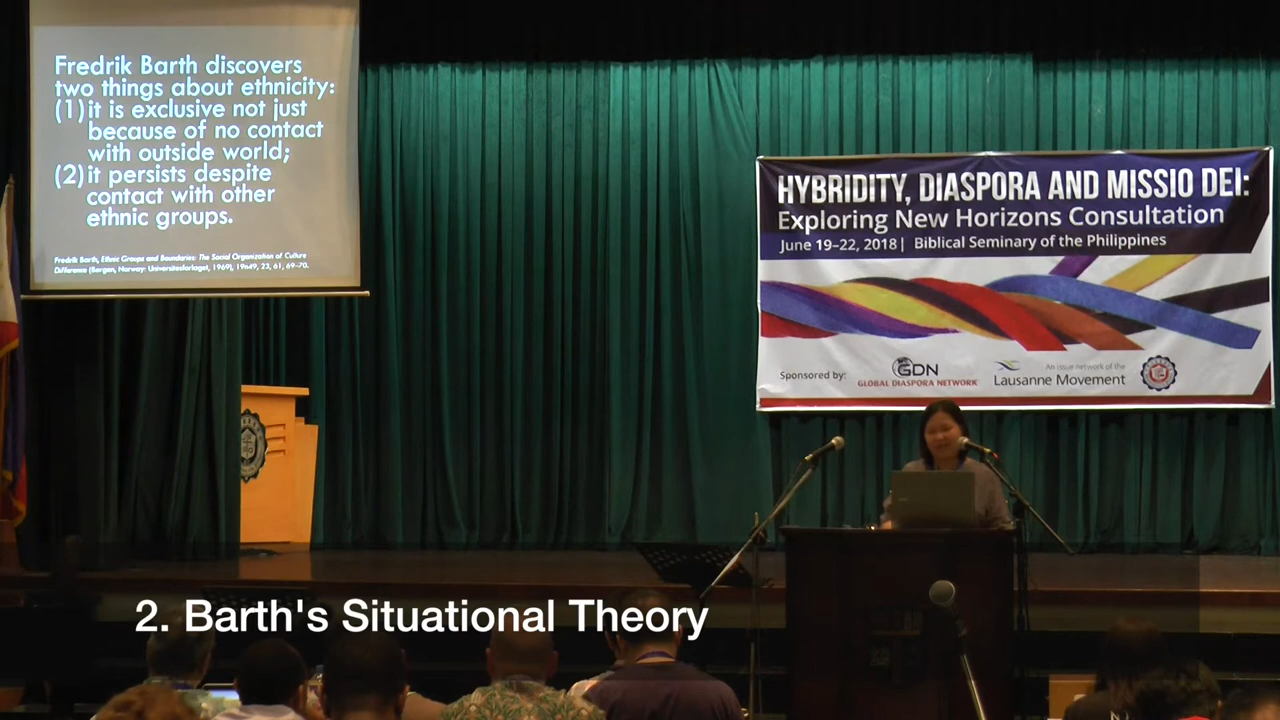 Fredrik Barth discovers
two things about ethnicity:
(1) it is exclusive not just
because of no contact
with outside world;
(2) it persists despite
contact with other
ethnic groups.
Fredrik Barth, Ethnic Groups and Boundaries: The Social Organization of Culture
Difference (Bergen, Norway: Universitesforlaget, 1969), 19n49, 23, 61, 69–70.
HYBRIDITY, DIASPORA AND MISSIO DEI:
Exploring New Horizons Consultation
June 19–22, 2018 | Biblical Seminary of the Philippines
Sponsored by:
GDN
GLOBAL DIASPORA NETWORK
An issue network of the
Lausanne Movement
2. Barth's Situational Theory